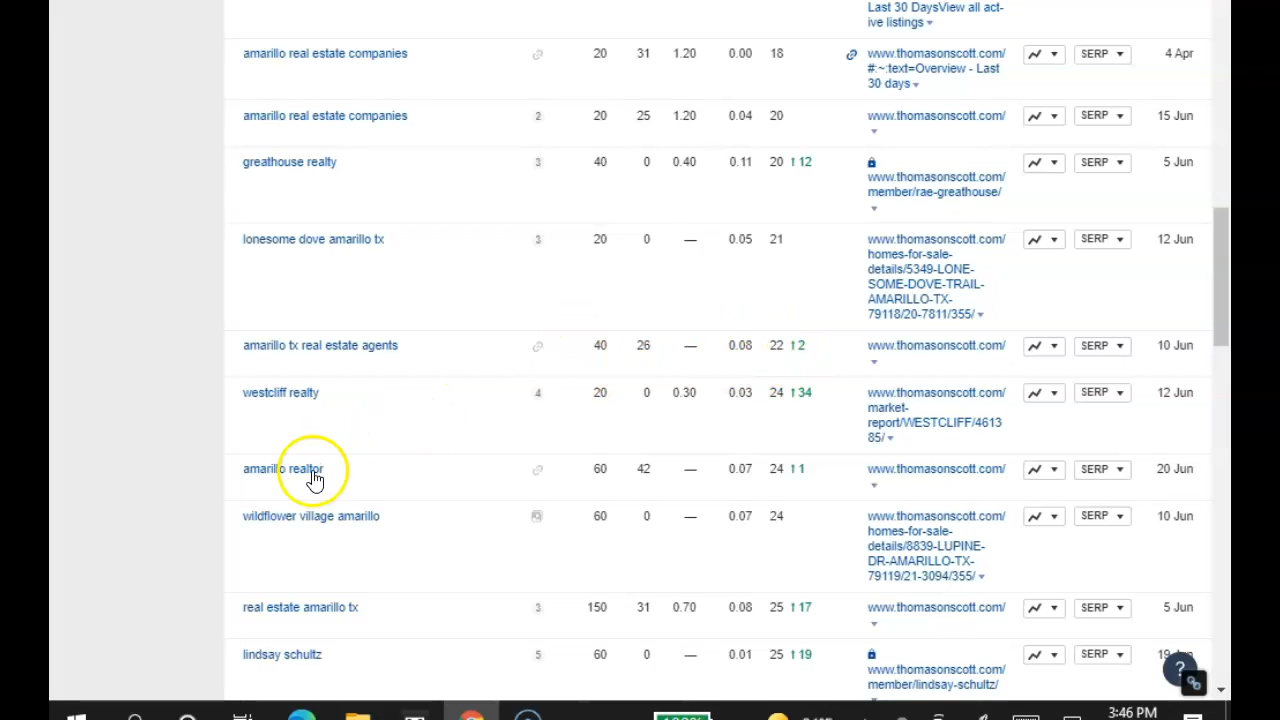 Last 30 DaysView all act-
ive listings
amarillo real estate companies 20 31 1.20 0.00 18 www.thomasonscott.com/ SERP 4 Apr
#:~:text=Overview - Last
30 days
amarillo real estate companies 2 20 25 1.20 0.04 20 www.thomasonscott.com/ SERP 15 Jun
greathouse realty 3 40 0 0.40 0.11 20 ↑12 SERP 5 Jun
www.thomasonscott.com/
member/rae-greathouse/
lonesome dove amarillo tx 3 20 0 — 0.05 21 www.thomasonscott.com/ SERP 12 Jun
homes-for-sale-
details/5349-LONE-
SOME-DOVE-TRAIL-
AMARILLO-TX-
79118/20-7811/355/
amarillo tx real estate agents 40 26 — 0.08 22 ↑2 www.thomasonscott.com/ SERP 10 Jun
westcliff realty 4 20 0 0.30 0.03 24 ↑34 www.thomasonscott.com/ SERP 12 Jun
market-
report/WESTCLIFF/4613
85/
amarillo realtor 60 42 — 0.07 24 ↑1 www.thomasonscott.com/ SERP 20 Jun
wildflower village amarillo 60 0 — 0.07 24 www.thomasonscott.com/ SERP 10 Jun
homes-for-sale-
details/8839-LUPINE-
DR-AMARILLO-TX-
79119/21-3094/355/
real estate amarillo tx 3 150 31 0.70 0.08 25 ↑17 www.thomasonscott.com/ SERP 5 Jun
lindsay schultz 5 60 0 — 0.01 25 ↑19 SERP
www.thomasonscott.com/
member/lindsay-schultz/
?
3:46 PM